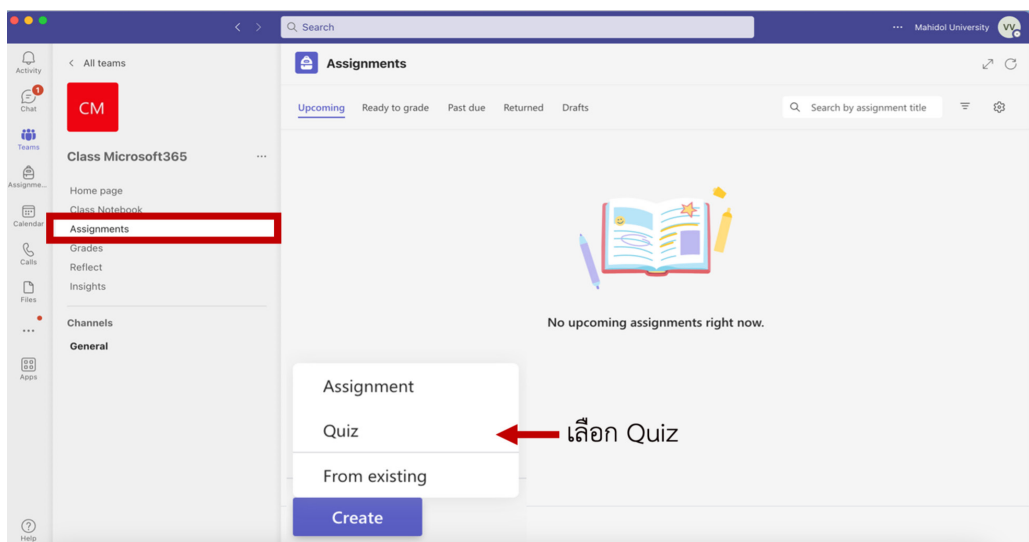 Search
Mahidol University
VV
Activity
Chat
1
Teams
Assignme...
Calendar
Calls
Files
Apps
Help
All teams
CM
Class Microsoft365
Home page
Class Notebook
Assignments
Grades
Reflect
Insights
Channels
General
Assignments
Upcoming Ready to grade Past due Returned Drafts
Search by assignment title
No upcoming assignments right now.
Assignment
Quiz
เลือก Quiz
From existing
Create